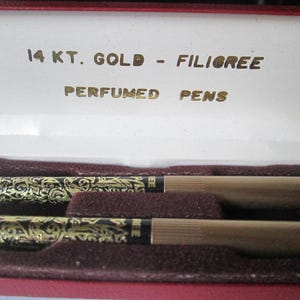 14 KT. GOLD - FILIGREE
PERFUMED PENS